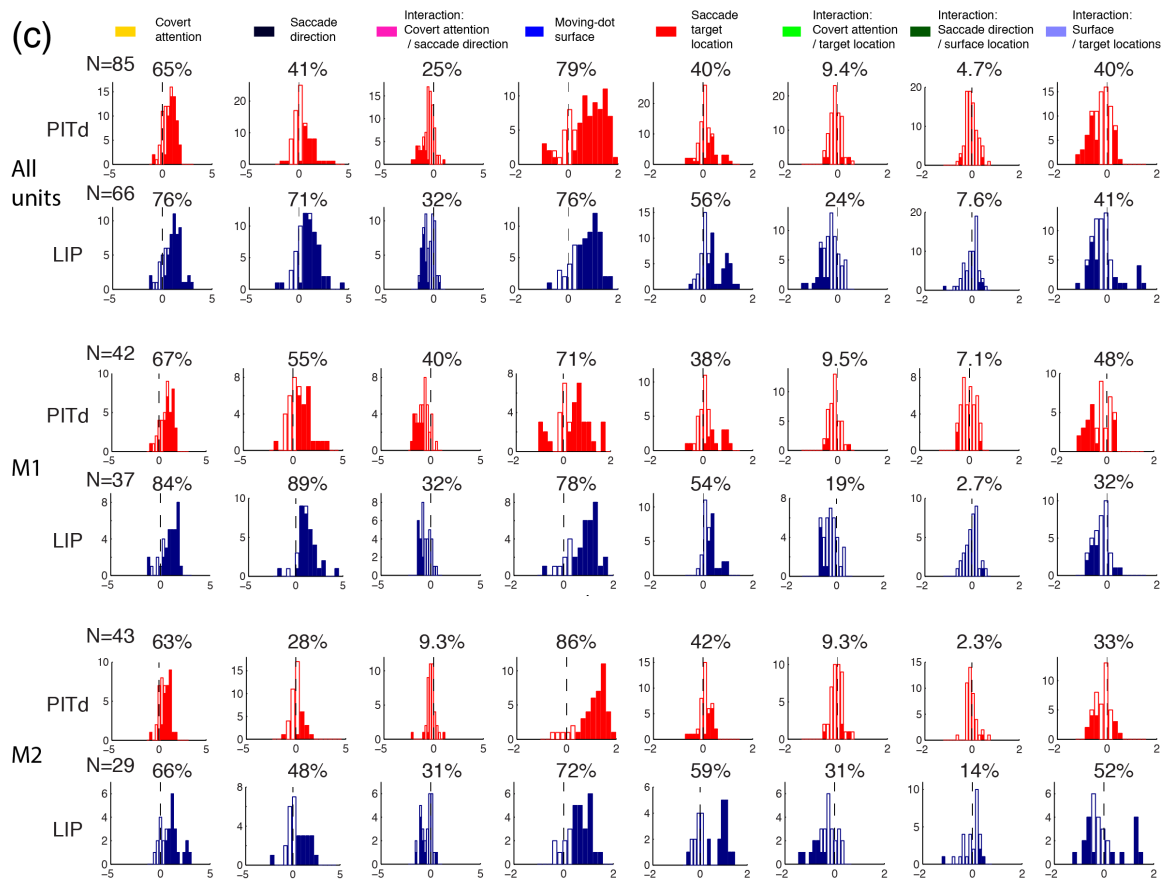 (c)
Covert attention
Saccade direction
Interaction: Covert attention / saccade direction
Moving-dot surface
Saccade target location
Interaction: Covert attention / target location
Interaction: Saccade direction / surface location
Interaction: Surface / target locations
All units
N=85
PITd
65% 41% 25% 79% 40% 9.4% 4.7% 40%
N=66
LIP
76% 71% 32% 76% 56% 24% 7.6% 41%
M1
N=42
PITd
67% 55% 40% 71% 38% 9.5% 7.1% 48%
N=37
LIP
84% 89% 32% 78% 54% 19% 2.7% 32%
M2
N=43
PITd
63% 28% 9.3% 86% 42% 9.3% 2.3% 33%
N=29
LIP
66% 48% 31% 72% 59% 31% 14% 52%